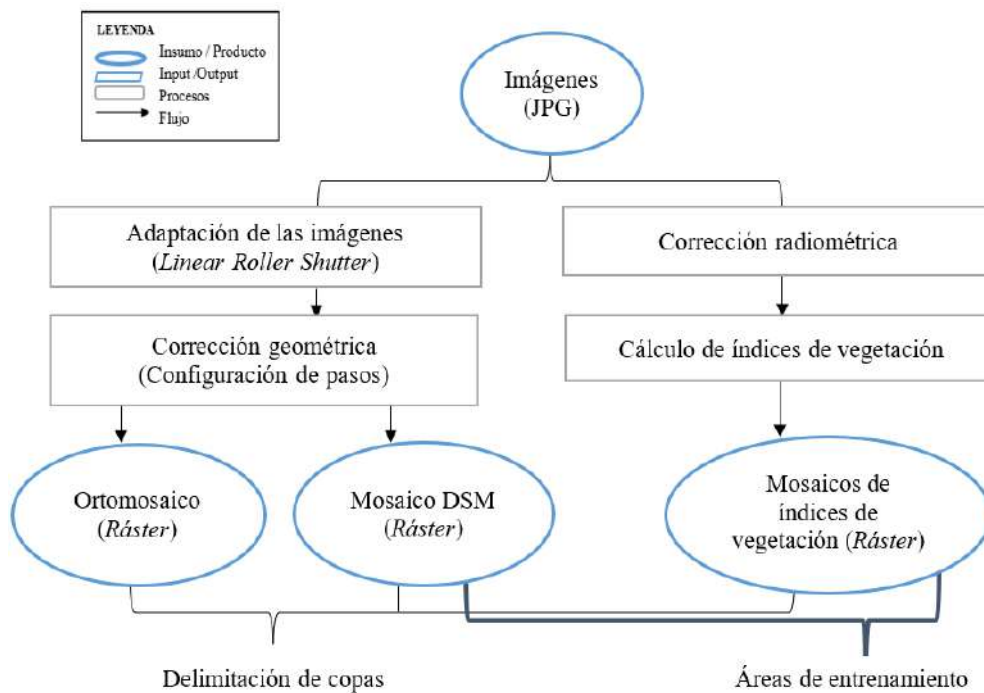 LEYENDA
Insumo / Producto
Input /Output
Procesos
Flujo
Imágenes
(JPG)
Adaptación de las imágenes
(Linear Roller Shutter)
Corrección radiométrica
Corrección geométrica
(Configuración de pasos)
Cálculo de índices de vegetación
Ortomosaico
(Ráster)
Mosaico DSM
(Ráster)
Mosaicos de
índices de
vegetación (Ráster)
Delimitación de copas
Áreas de entrenamiento